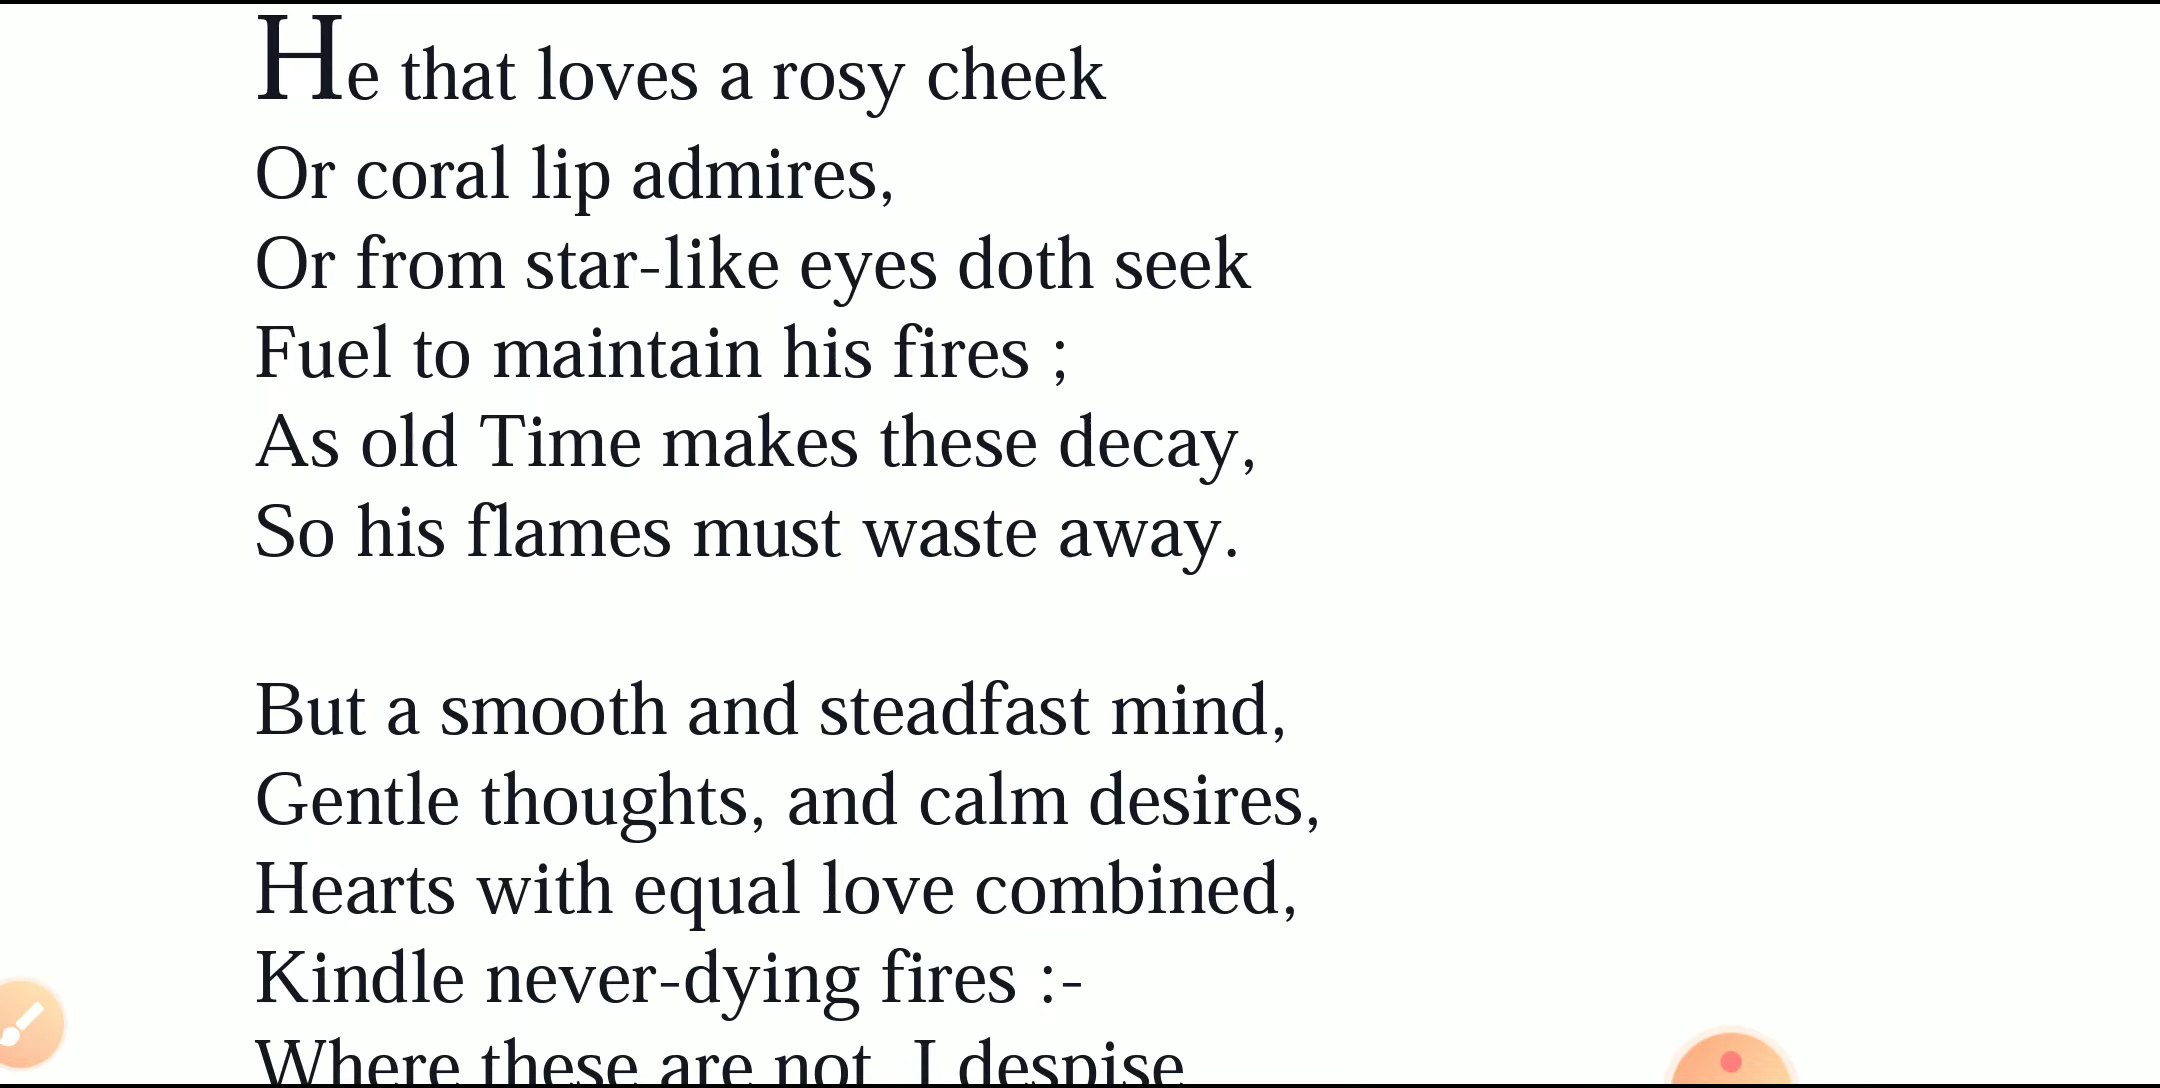 He that loves a rosy cheek
Or coral lip admires,
Or from star-like eyes doth seek
Fuel to maintain his fires ;
As old Time makes these decay,
So his flames must waste away.
But a smooth and steadfast mind,
Gentle thoughts, and calm desires,
Hearts with equal love combined,
Kindle never-dying fires :-
Where these are not I despise